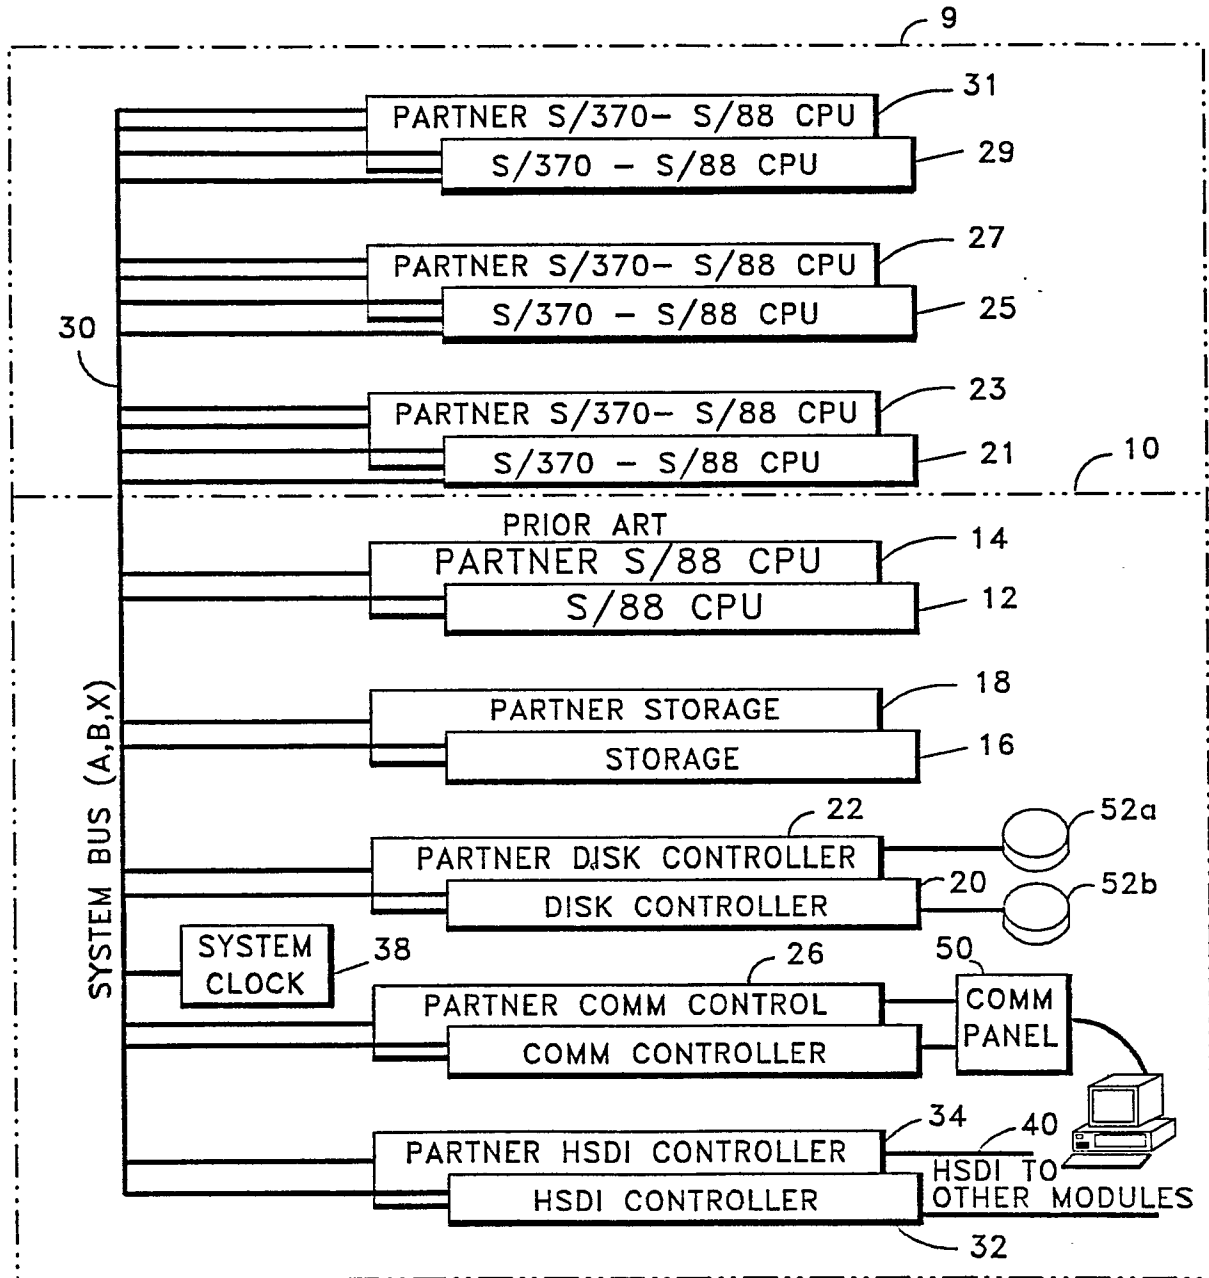 9
PARTNER S/370- S/88 CPU
31
S/370 - S/88 CPU
29
PARTNER S/370- S/88 CPU
27
S/370 - S/88 CPU
25
30
PARTNER S/370- S/88 CPU
23
S/370 - S/88 CPU
21
10
PRIOR ART
PARTNER S/88 CPU
14
S/88 CPU
12
SYSTEM BUS (A,B,X)
PARTNER STORAGE
18
STORAGE
16
22
52a
PARTNER DISK CONTROLLER
20
52b
DISK CONTROLLER
SYSTEM
CLOCK
38
26
50
PARTNER COMM CONTROL
COMM
PANEL
COMM CONTROLLER
34
40
PARTNER HSDI CONTROLLER
HSDI TO
OTHER MODULES
HSDI CONTROLLER
32